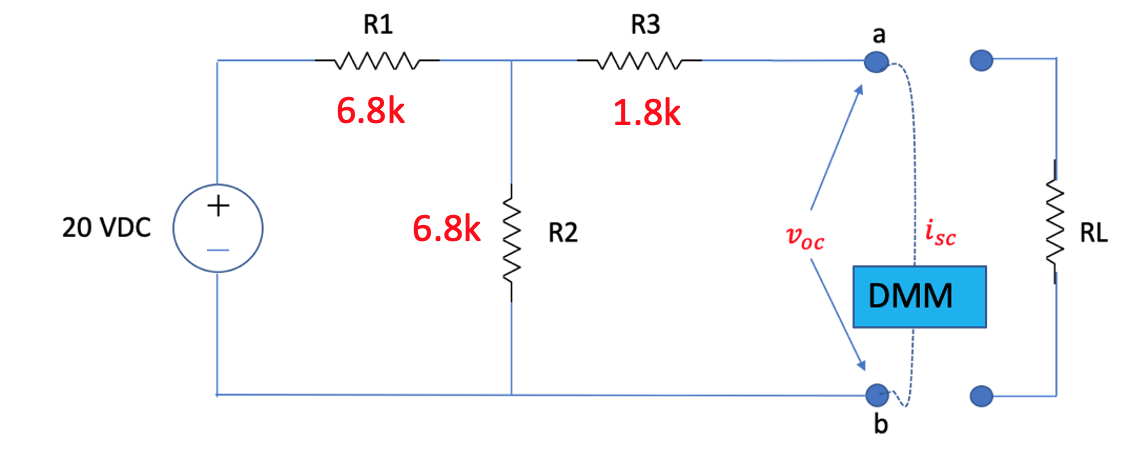 R1
R3
a
6.8k
1.8k
+
20 VDC
_
6.8k
R2
v_oc
i_sc
RL
DMM
b